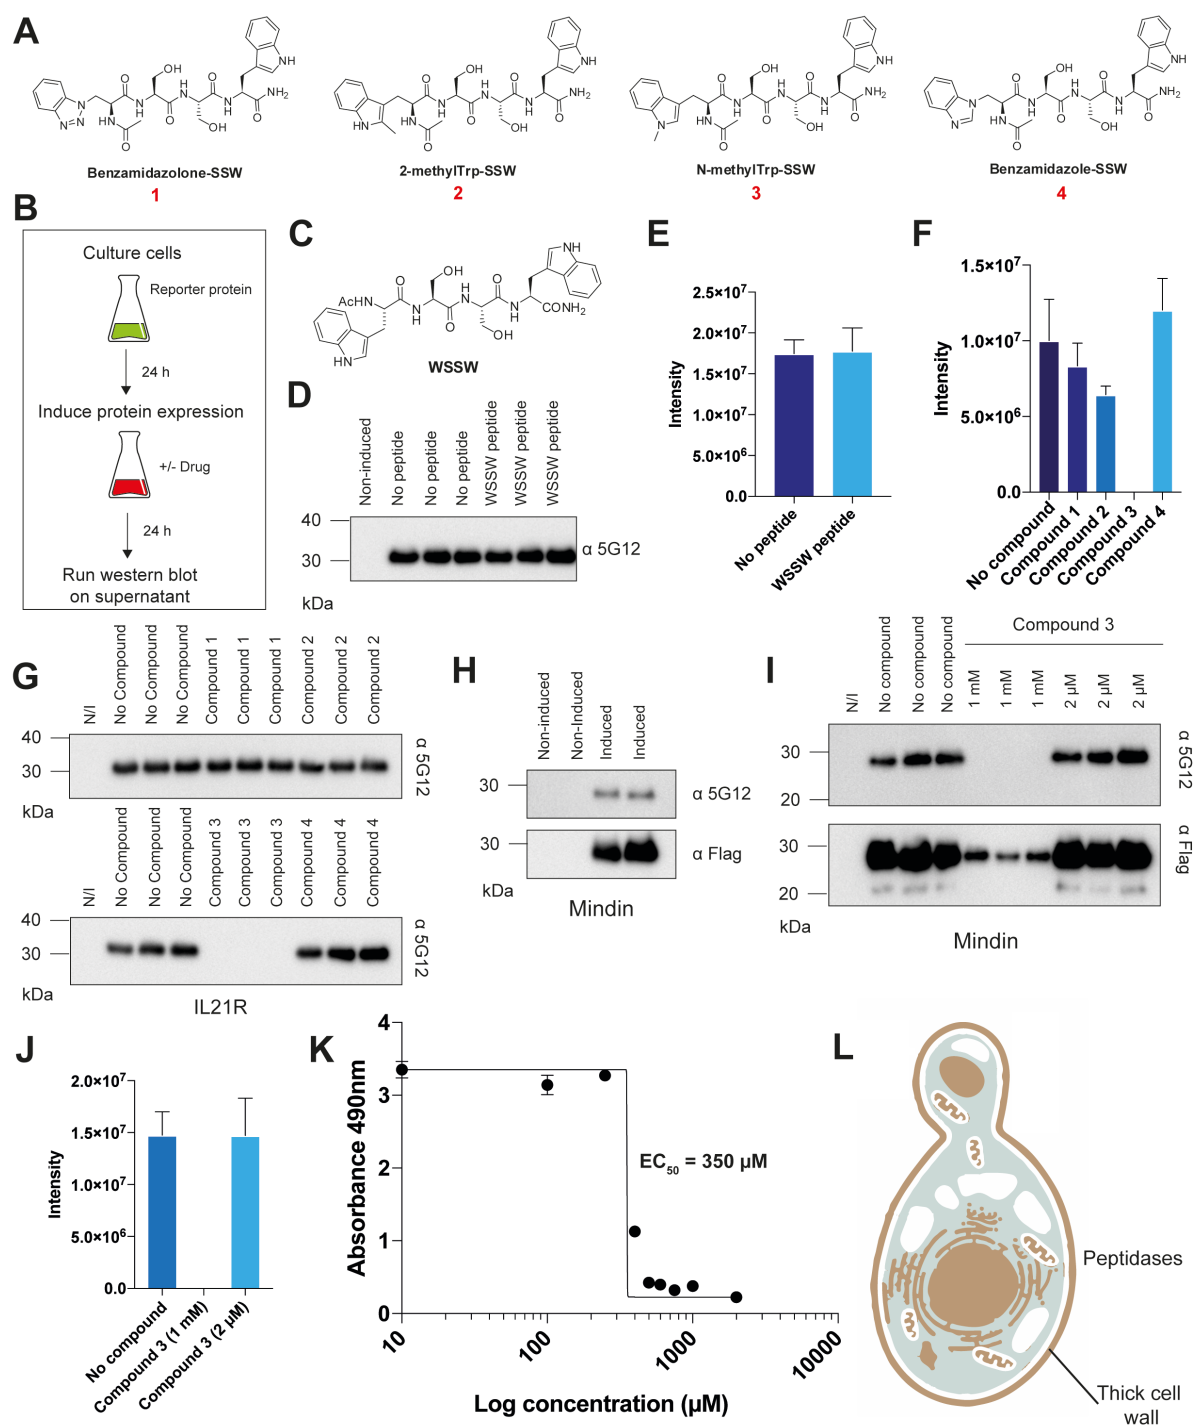 A
OH
NH
O
H
N
NH2
HN
N
N=N
OH
O
Benzamidazolone-SSW
1
2-methylTrp-SSW
2
N-methylTrp-SSW
3
Benzamidazole-SSW
4
B
Culture cells
Reporter protein
24 h
Induce protein expression
+/- Drug
24 h
Run western blot
on supernatant
C
NH
OH
AcHN
O
H
N
CONH2
OH
HN
WSSW
D
Non-induced
No peptide
No peptide
No peptide
WSSW peptide
WSSW peptide
WSSW peptide
40
30
α 5G12
kDa
E
Intensity
2.5×10⁷
2.0×10⁷
1.5×10⁷
1.0×10⁷
5.0×10⁶
0.0
No peptide
WSSW peptide
F
Intensity
1.5×10⁷
1.0×10⁷
5.0×10⁶
0.0
No compound
Compound 1
Compound 2
Compound 3
Compound 4
G
N/I
No Compound
No Compound
No Compound
Compound 1
Compound 1
Compound 1
Compound 2
Compound 2
Compound 2
40
30
kDa
α 5G12
N/I
No Compound
No Compound
No Compound
Compound 3
Compound 3
Compound 3
Compound 4
Compound 4
Compound 4
40
30
kDa
α 5G12
IL21R
H
Non-induced
Non-Induced
Induced
Induced
30
α 5G12
30
α Flag
kDa
Mindin
I
Compound 3
N/I
No compound
No compound
No compound
1 mM
1 mM
1 mM
2 µM
2 µM
2 µM
30
20
α 5G12
30
20
α Flag
kDa
Mindin
J
Intensity
2.0×10⁷
1.5×10⁷
1.0×10⁷
5.0×10⁶
0.0
No compound
Compound 3 (1 mM)
Compound 3 (2 µM)
K
Absorbance 490nm
4
3
2
1
0
EC50 = 350 µM
10
100
1000
10000
Log concentration (µM)
L
Peptidases
Thick cell
wall